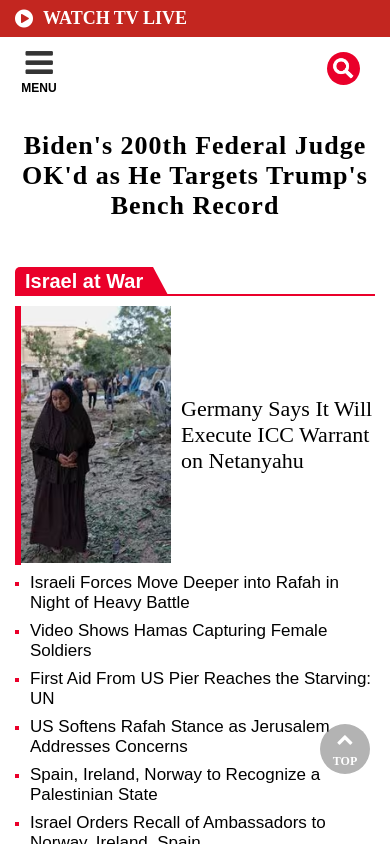 WATCH TV LIVE
MENU
Biden's 200th Federal Judge
OK'd as He Targets Trump's
Bench Record
Israel at War
Germany Says It Will
Execute ICC Warrant
on Netanyahu
Israeli Forces Move Deeper into Rafah in
Night of Heavy Battle
Video Shows Hamas Capturing Female
Soldiers
First Aid From US Pier Reaches the Starving:
UN
US Softens Rafah Stance as Jerusalem
Addresses Concerns
TOP
Spain, Ireland, Norway to Recognize a
Palestinian State
Israel Orders Recall of Ambassadors to
Norway, Ireland, Spain